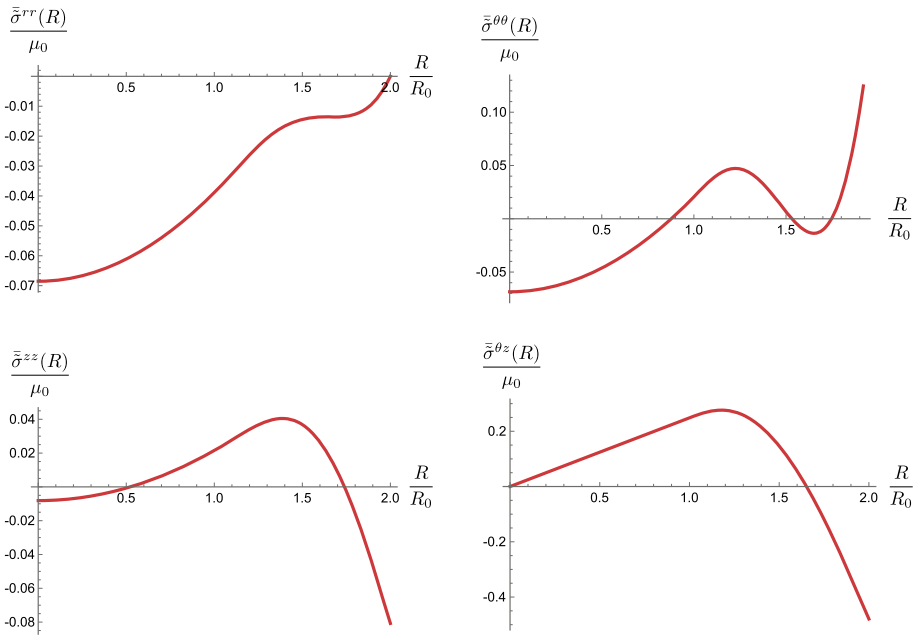 $\frac{\bar{\tilde{\sigma}}^{rr}(R)}{\mu_0}$
$\frac{R}{R_0}$
0.5 1.0 1.5 2.0
-0.01
-0.02
-0.03
-0.04
-0.05
-0.06
-0.07
$\frac{\bar{\tilde{\sigma}}^{\theta\theta}(R)}{\mu_0}$
0.10
0.05
$\frac{R}{R_0}$
0.5 1.0 1.5
-0.05
$\frac{\bar{\tilde{\sigma}}^{zz}(R)}{\mu_0}$
0.04
0.02
$\frac{R}{R_0}$
0.5 1.0 1.5 2.0
-0.02
-0.04
-0.06
-0.08
$\frac{\bar{\tilde{\sigma}}^{\theta z}(R)}{\mu_0}$
0.2
$\frac{R}{R_0}$
0.5 1.0 1.5 2.0
-0.2
-0.4